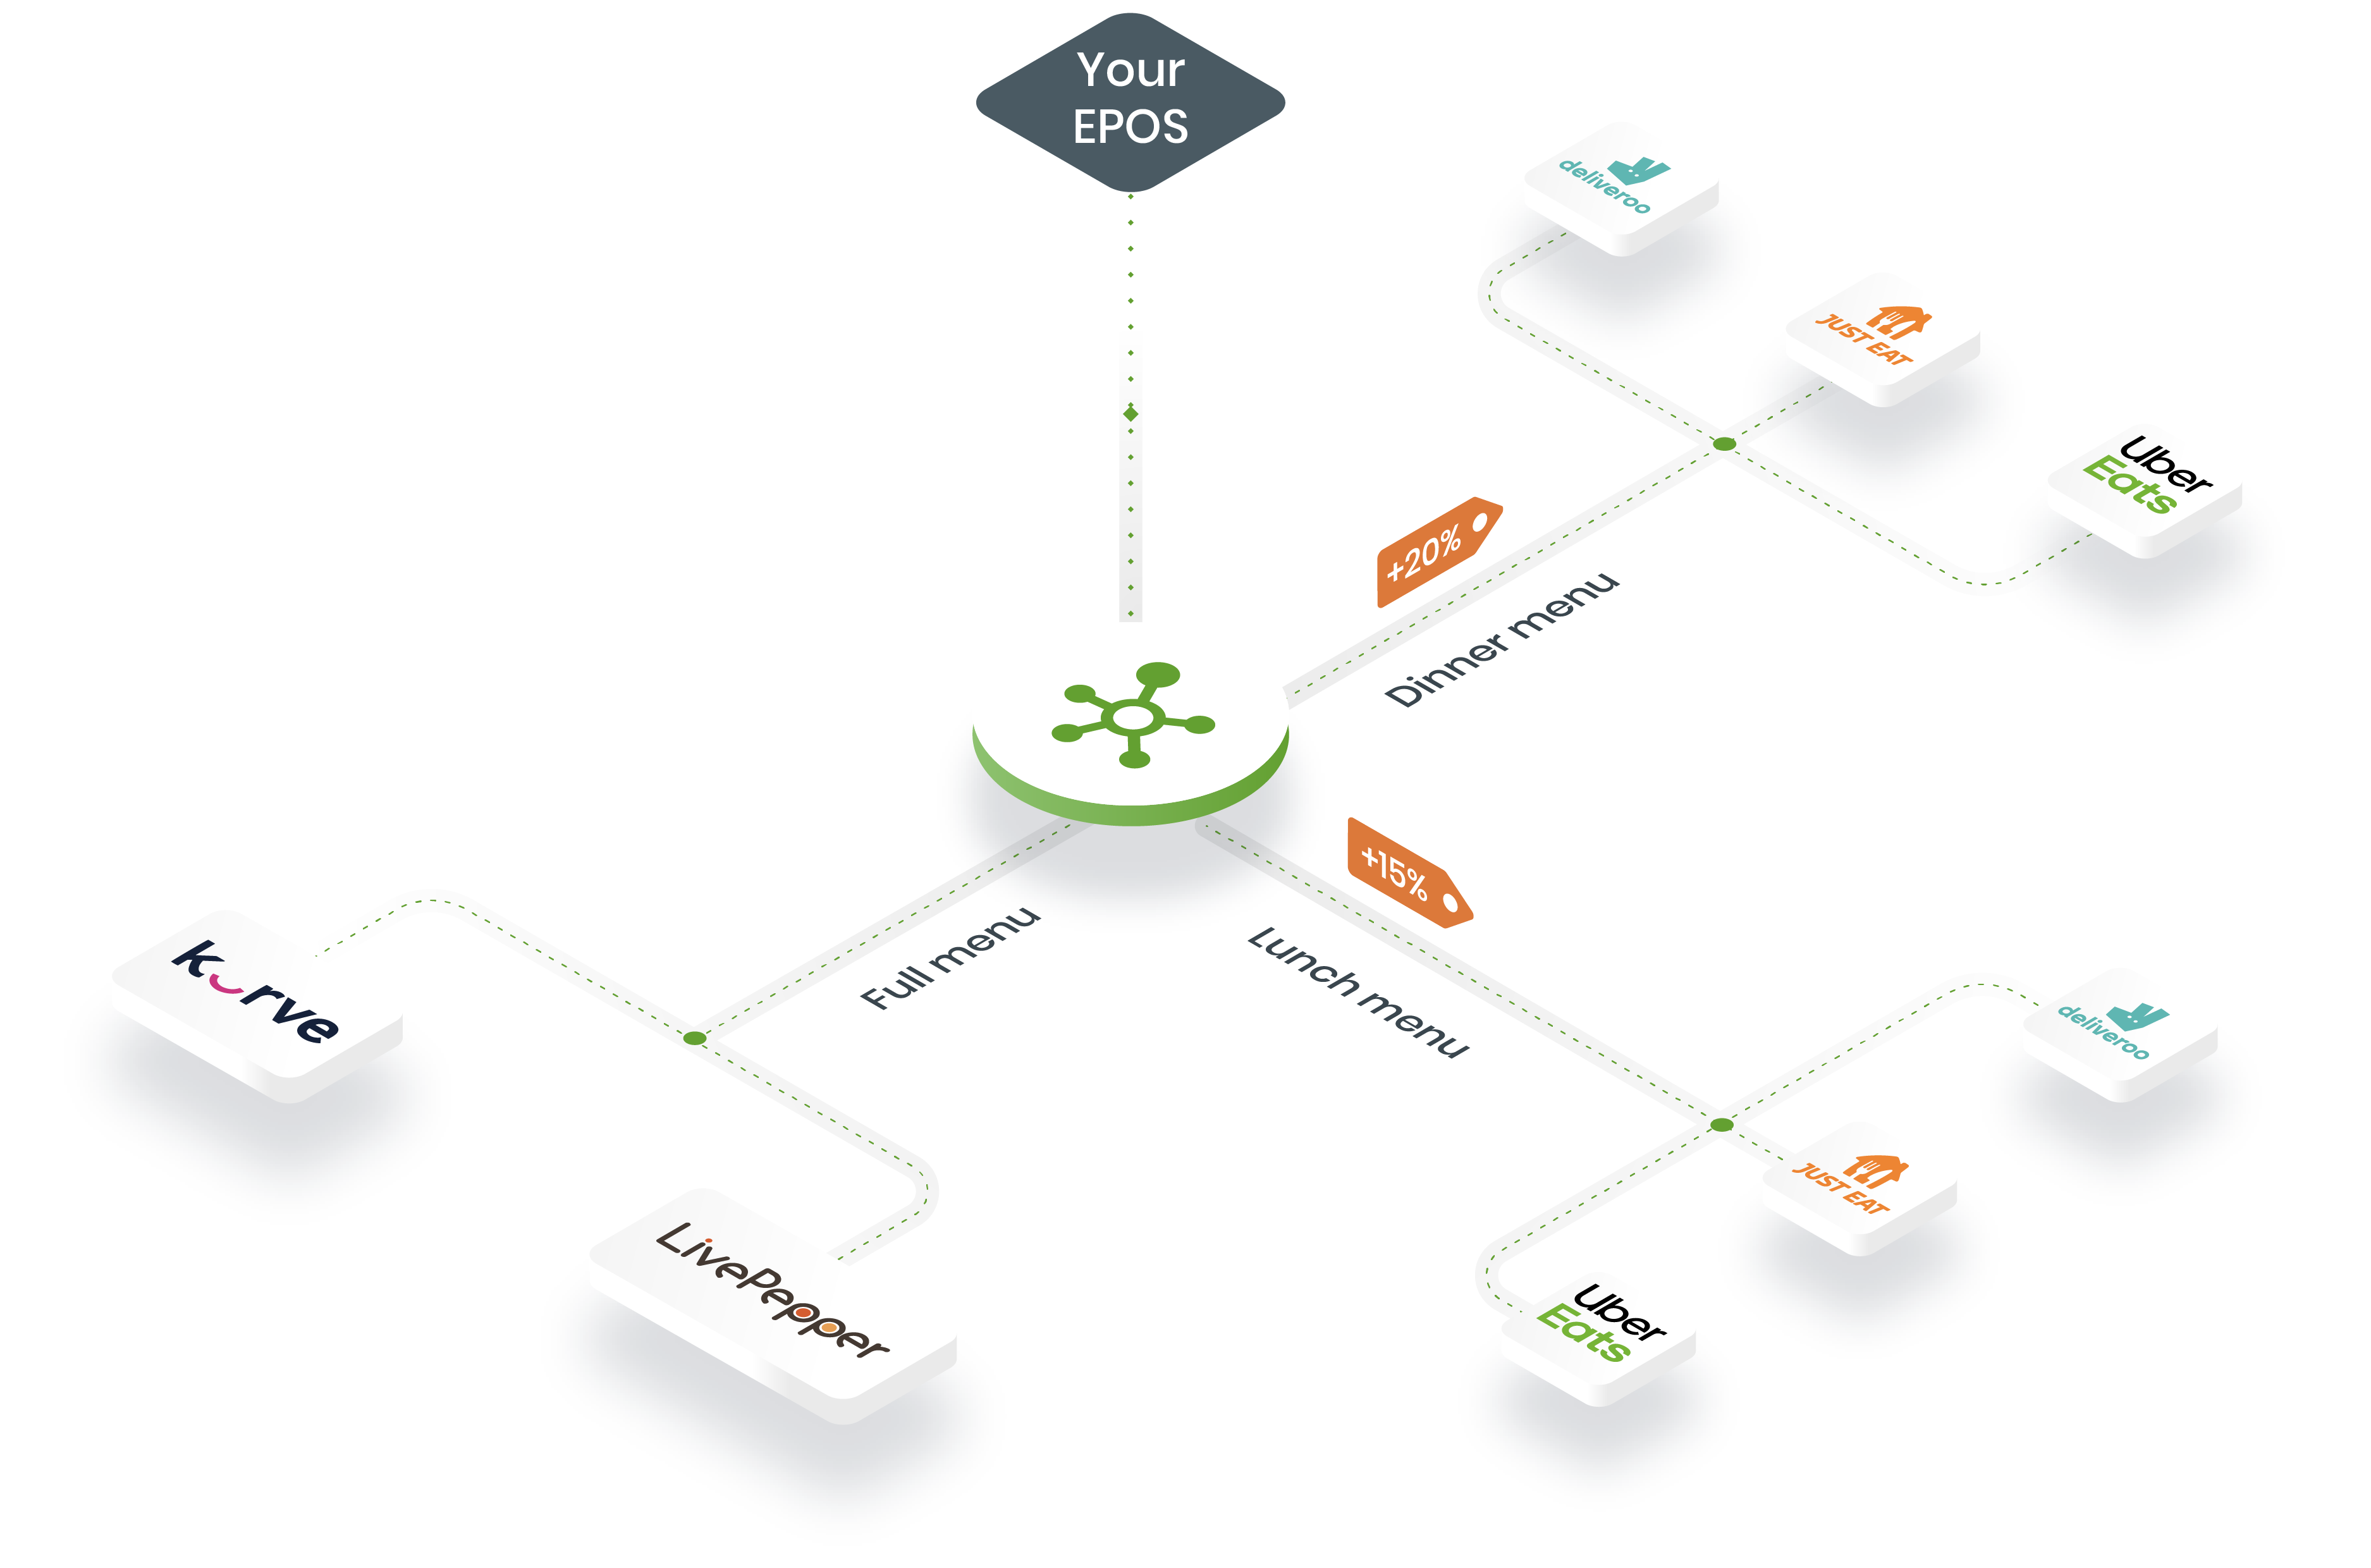 Your
EPOS
deliveroo
JUST EAT
Uber
Eats
+20%
Dinner menu
+15%
Lunch menu
Full menu
kurve
LivePepper
deliveroo
JUST EAT
Uber
Eats